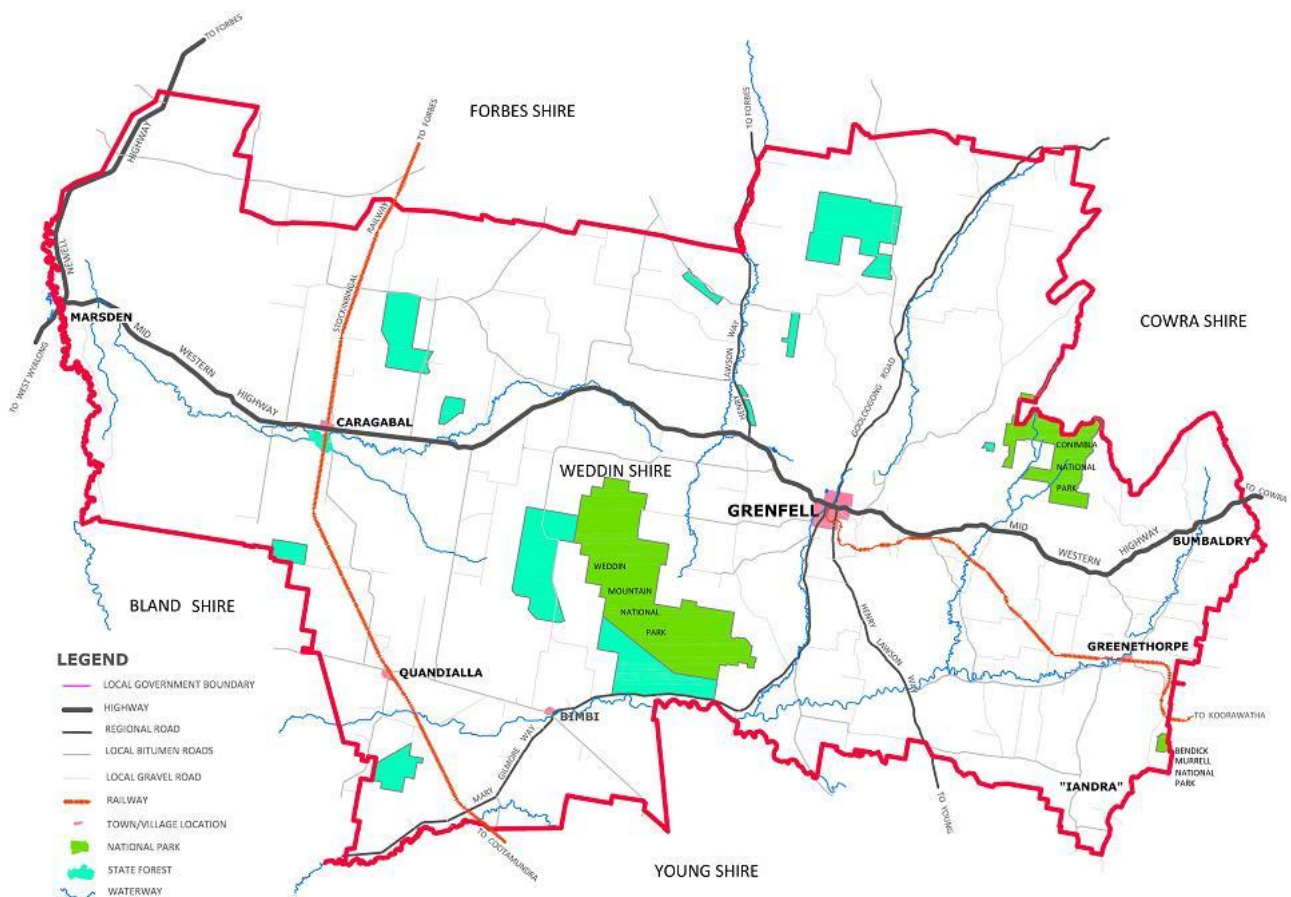 TO FORBES
FORBES SHIRE
TO FORBES
TO FORBES
HIGHWAY
NEWELL
RAILWAY
STOCKINBINGAL
MARSDEN
TO WEST WYALONG
MID
WESTERN
HIGHWAY
CARAGABAL
HENRY
LAWSON WAY
GOOLOOGONG ROAD
COWRA SHIRE
CONIMBLA
NATIONAL
PARK
WEDDIN SHIRE
GRENFELL
TO COWRA
MID
WESTERN
HIGHWAY
BUMBALDRY
WEDDIN
MOUNTAIN
NATIONAL
PARK
BLAND SHIRE
HENRY
LAWSON
WAY
GREENETHORPE
QUANDIALLA
BIMBI
TO KOORAWATHA
BENDICK
MURRELL
NATIONAL
PARK
"IANDRA"
MARY GILMORE WAY
TO YOUNG
TO COOTAMUNDRA
YOUNG SHIRE
LEGEND
LOCAL GOVERNMENT BOUNDARY
HIGHWAY
REGIONAL ROAD
LOCAL BITUMEN ROADS
LOCAL GRAVEL ROAD
RAILWAY
TOWN/VILLAGE LOCATION
NATIONAL PARK
STATE FOREST
WATERWAY